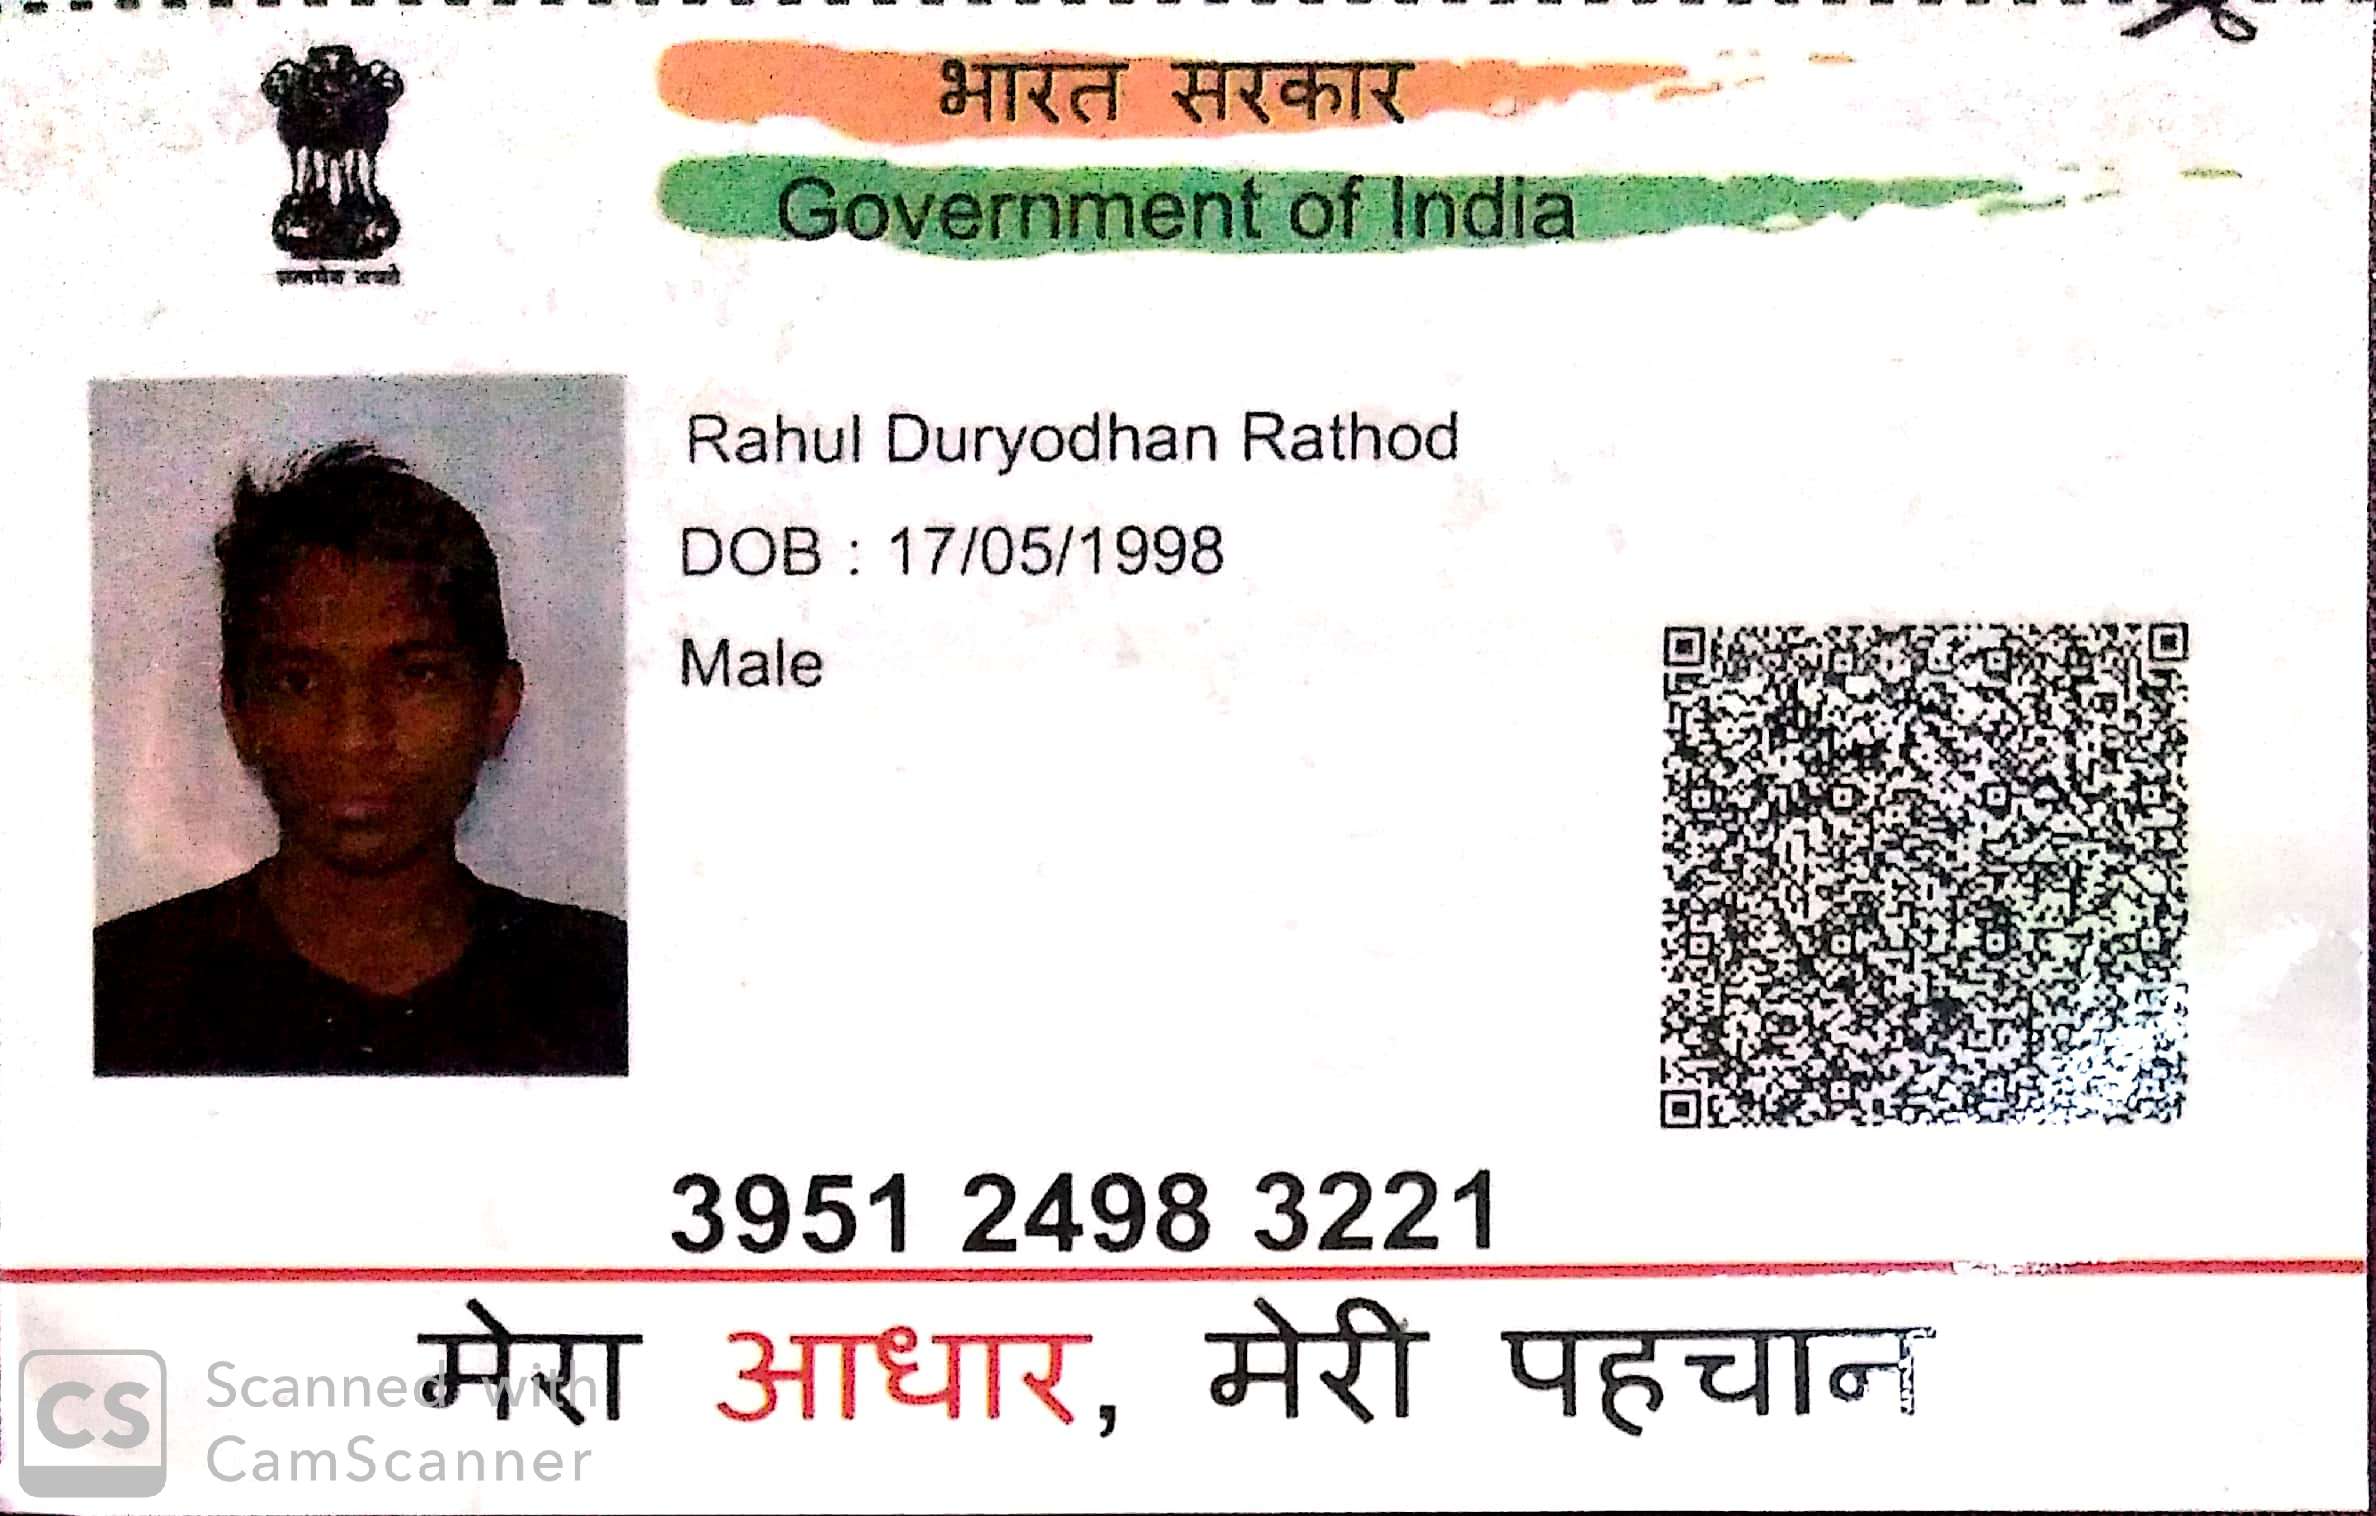 भारत सरकार
Government of India
सत्यमेव जयते
Rahul Duryodhan Rathod
DOB : 17/05/1998
Male
3951 2498 3221
मेरा आधार, मेरी पहचान
CS Scanned with
CamScanner